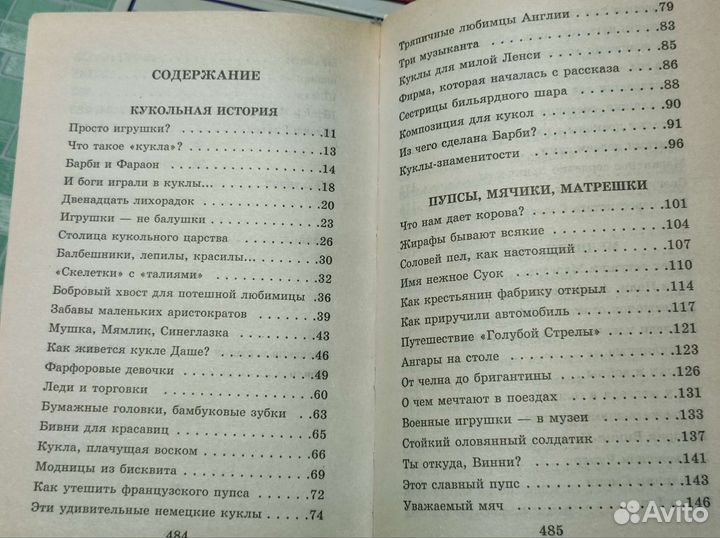 СОДЕРЖАНИЕ
КУКОЛЬНАЯ ИСТОРИЯ
Просто игрушки? . . . . . . . . . . . . . . . . . . . .11
Что такое «кукла»? . . . . . . . . . . . . . . . . . .13
Барби и Фараон . . . . . . . . . . . . . . . . . . . . .14
И боги играли в куклы... . . . . . . . . . . . . . .18
Двенадцать лихорадок . . . . . . . . . . . . . . . .20
Игрушки — не балушки . . . . . . . . . . . . . . .23
Столица кукольного царства . . . . . . . . . . .26
Балбешники, лепилы, красилы... . . . . . . . .30
«Скелетки» с «талиями» . . . . . . . . . . . . . . .32
Бобровый хвост для потешной любимицы .36
Забавы маленьких аристократов . . . . . . . .39
Мушка, Мямлик, Синеглазка . . . . . . . . . . .43
Как живется кукле Даше? . . . . . . . . . . . . .46
Фарфоровые девочки . . . . . . . . . . . . . . . . .49
Леди и торговки . . . . . . . . . . . . . . . . . . . .60
Бумажные головки, бамбуковые зубки . . .63
Бивни для красавиц . . . . . . . . . . . . . . . . . .65
Кукла, плачущая воском . . . . . . . . . . . . . .66
Модницы из бисквита . . . . . . . . . . . . . . . .69
Как утешить французского пупса . . . . . . .72
Эти удивительные немецкие куклы . . . . . .74
484
Тряпичные любимцы Англии . . . . . . . . . .79
Три музыканта . . . . . . . . . . . . . . . . . . . . .83
Куклы для милой Ленси . . . . . . . . . . . . . .85
Фирма, которая началась с рассказа . . . . .86
Сестрицы бильярдного шара . . . . . . . . . . .88
Композиция для кукол . . . . . . . . . . . . . . .90
Из чего сделана Барби? . . . . . . . . . . . . . . .91
Куклы-знаменитости . . . . . . . . . . . . . . . . .96
ПУПСЫ, МЯЧИКИ, МАТРЕШКИ
Что нам дает корова? . . . . . . . . . . . . . . . .101
Жирафы бывают всякие . . . . . . . . . . . . . .104
Соловей пел, как настоящий . . . . . . . . . .107
Имя нежное Суок . . . . . . . . . . . . . . . . . . .110
Как крестьянин фабрику открыл . . . . . . .114
Как приручили автомобиль . . . . . . . . . . .117
Путешествие «Голубой Стрелы» . . . . . . . .121
Ангары на столе . . . . . . . . . . . . . . . . . . . .123
От челна до бригантины . . . . . . . . . . . . . .126
О чем мечтают в поездах . . . . . . . . . . . . . .131
Военные игрушки — в музеи . . . . . . . . . .133
Стойкий оловянный солдатик . . . . . . . . . .137
Ты откуда, Винни? . . . . . . . . . . . . . . . . . .141
Этот славный пупс . . . . . . . . . . . . . . . . . .143
Уважаемый мяч . . . . . . . . . . . . . . . . . . . .146
485
Avito